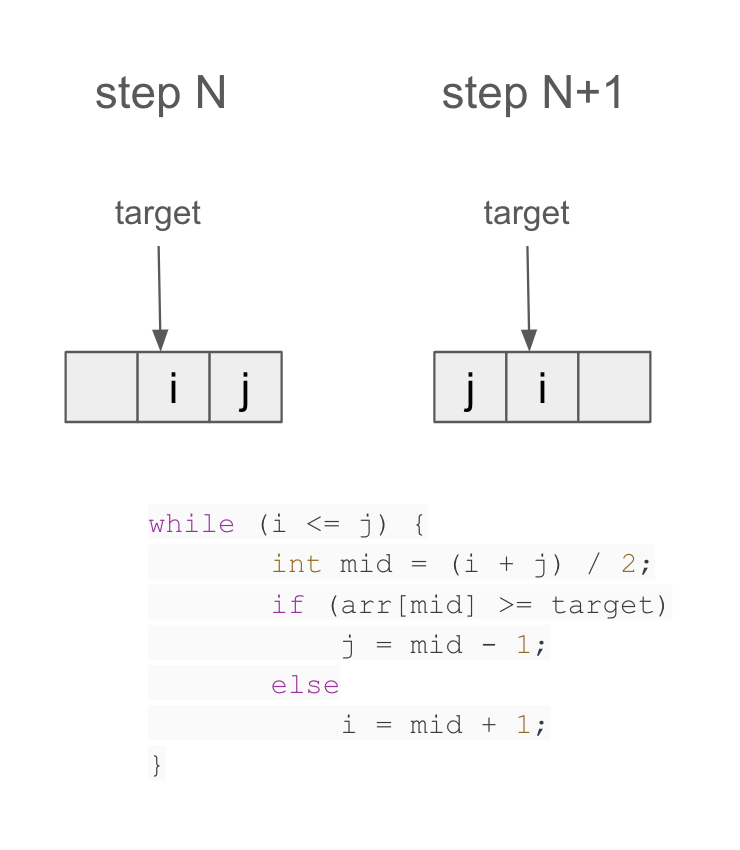 step N step N+1
target target
i j j i
while (i <= j) {
        int mid = (i + j) / 2;
        if (arr[mid] >= target)
            j = mid - 1;
        else
            i = mid + 1;
}